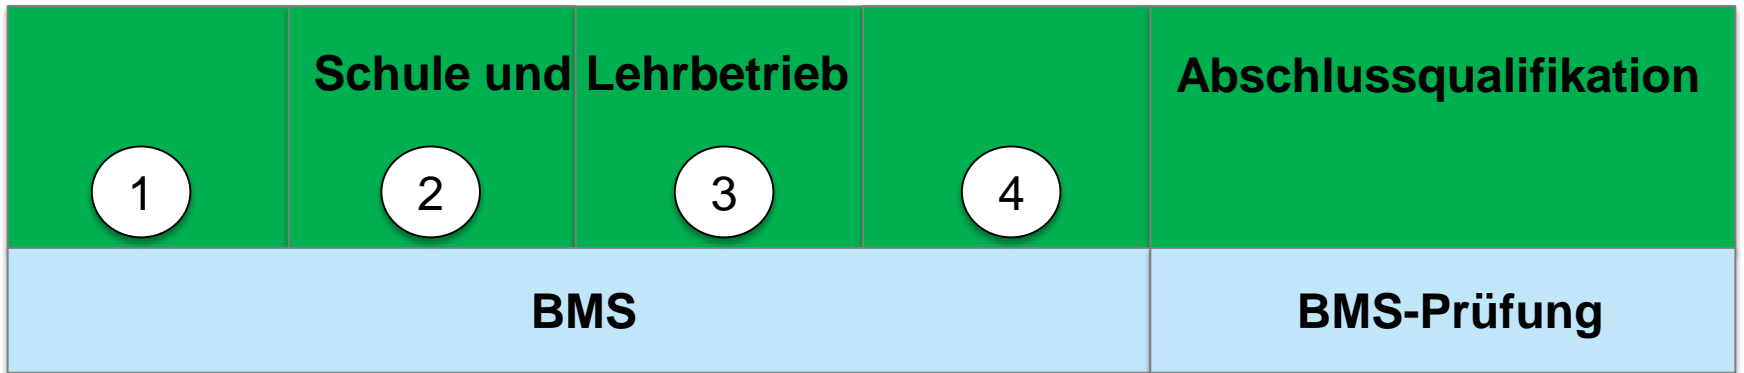 Schule und Lehrbetrieb
Abschlussqualifikation
1
2
3
4
BMS
BMS-Prüfung